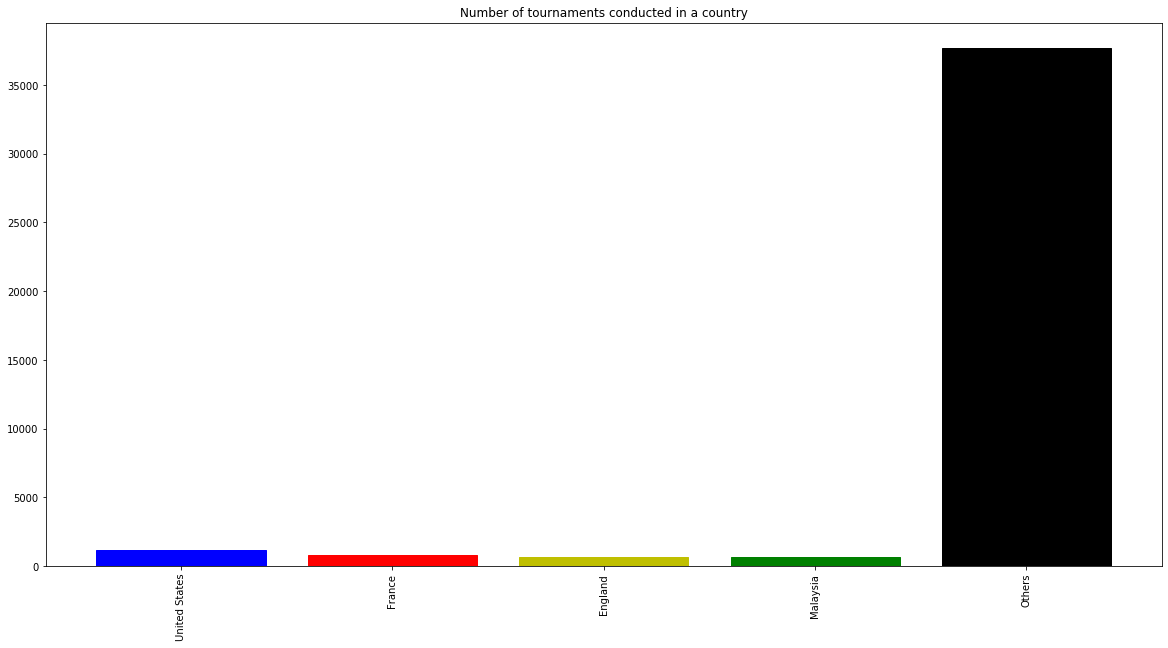 Number of tournaments conducted in a country
35000
30000
25000
20000
15000
10000
5000
0
United States
France
England
Malaysia
Others